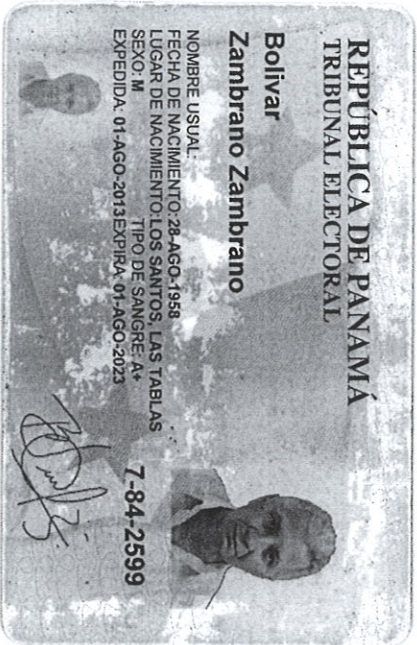 REPÚBLICA DE PANAMÁ
TRIBUNAL ELECTORAL
Bolivar
Zambrano Zambrano
NOMBRE USUAL:
FECHA DE NACIMIENTO: 28-AGO-1958
LUGAR DE NACIMIENTO: LOS SANTOS, LAS TABLAS
SEXO: M TIPO DE SANGRE: A+
EXPEDIDA: 01-AGO-2013 EXPIRA: 01-AGO-2023
7-84-2599